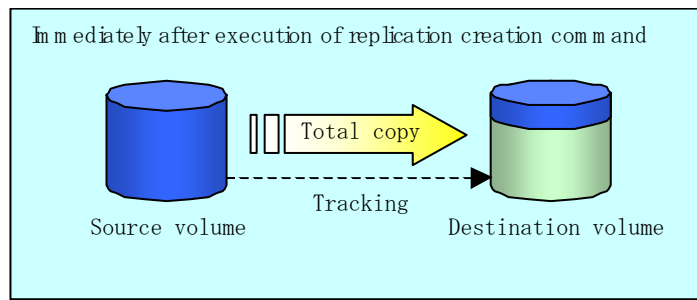 Immediately after execution of replication creation command
Total copy
Tracking
Source volume
Destination volume